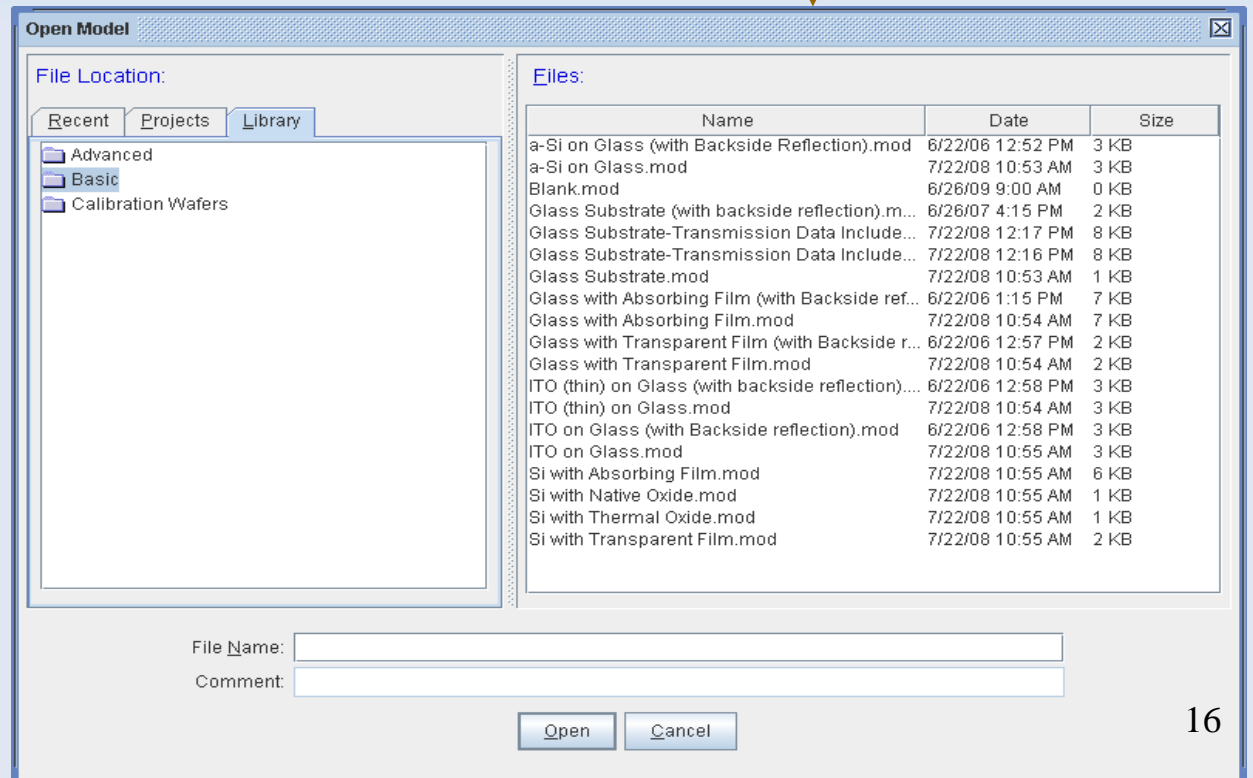 Open Model
File Location:
Recent Projects Library
Advanced
Basic
Calibration Wafers
Files:
Name Date Size
a-Si on Glass (with Backside Reflection).mod 6/22/06 12:52 PM 3 KB
a-Si on Glass.mod 7/22/08 10:53 AM 3 KB
Blank.mod 6/26/09 9:00 AM 0 KB
Glass Substrate (with backside reflection).m... 6/26/07 4:15 PM 2 KB
Glass Substrate-Transmission Data Include... 7/22/08 12:17 PM 8 KB
Glass Substrate-Transmission Data Include... 7/22/08 12:16 PM 8 KB
Glass Substrate.mod 7/22/08 10:53 AM 1 KB
Glass with Absorbing Film (with Backside ref... 6/22/06 1:15 PM 7 KB
Glass with Absorbing Film.mod 7/22/08 10:54 AM 7 KB
Glass with Transparent Film (with Backside r... 6/22/06 12:57 PM 2 KB
Glass with Transparent Film.mod 7/22/08 10:54 AM 2 KB
ITO (thin) on Glass (with backside reflection).... 6/22/06 12:58 PM 3 KB
ITO (thin) on Glass.mod 7/22/08 10:54 AM 3 KB
ITO on Glass (with Backside reflection).mod 6/22/06 12:58 PM 3 KB
ITO on Glass.mod 7/22/08 10:55 AM 3 KB
Si with Absorbing Film.mod 7/22/08 10:55 AM 6 KB
Si with Native Oxide.mod 7/22/08 10:55 AM 1 KB
Si with Thermal Oxide.mod 7/22/08 10:55 AM 1 KB
Si with Transparent Film.mod 7/22/08 10:55 AM 2 KB
File Name:
Comment:
Open Cancel
16